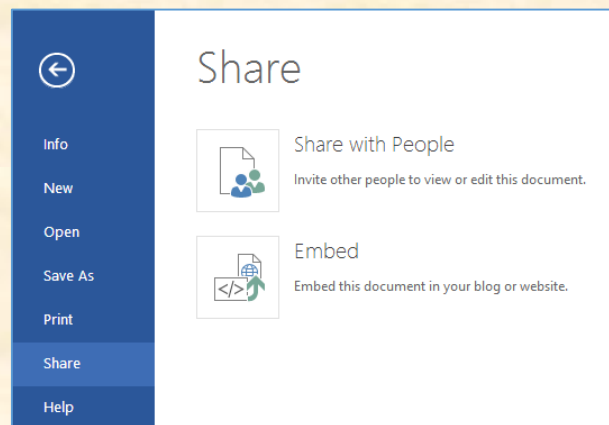 Share
Info
New
Open
Save As
Print
Share
Help
Share with People
Invite other people to view or edit this document.
</>
Embed
Embed this document in your blog or website.